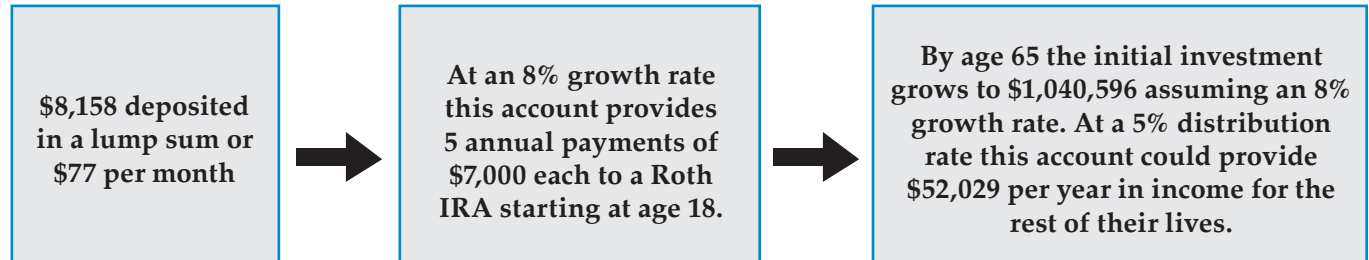 $8,158 deposited
in a lump sum or
$77 per month
At an 8% growth rate
this account provides
5 annual payments of
$7,000 each to a Roth
IRA starting at age 18.
By age 65 the initial investment
grows to $1,040,596 assuming an 8%
growth rate. At a 5% distribution
rate this account could provide
$52,029 per year in income for the
rest of their lives.